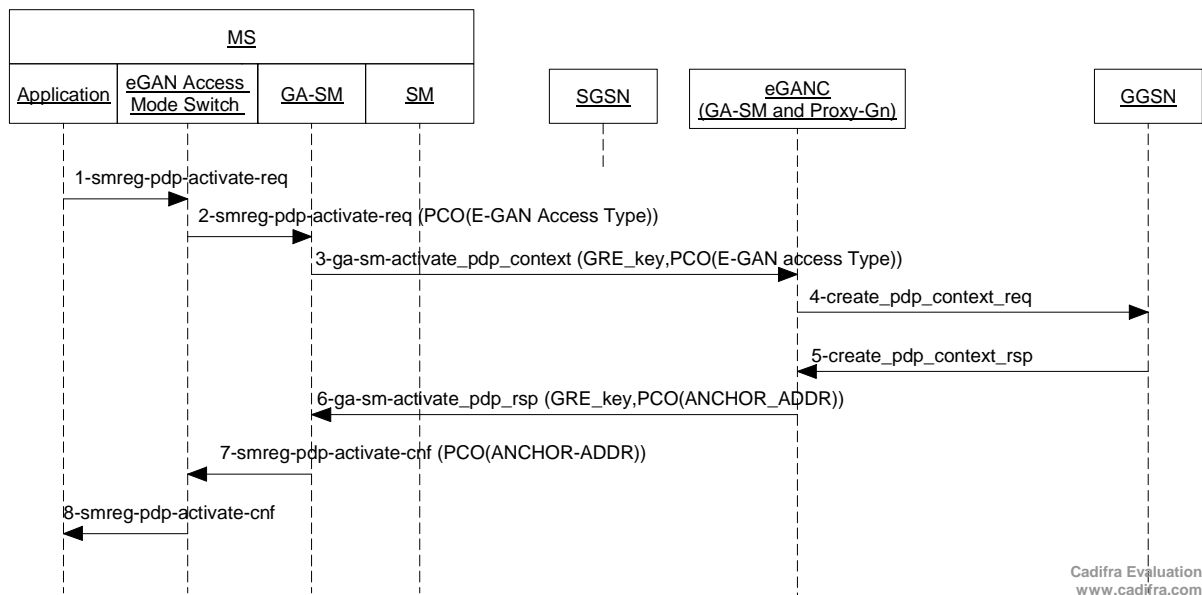 MS
Application
eGAN Access
Mode Switch
GA-SM
SM
SGSN
eGANC
(GA-SM and Proxy-Gn)
GGSN
1-smreg-pdp-activate-req
2-smreg-pdp-activate-req (PCO(E-GAN Access Type))
3-ga-sm-activate_pdp_context (GRE_key,PCO(E-GAN access Type))
4-create_pdp_context_req
5-create_pdp_context_rsp
6-ga-sm-activate_pdp_rsp (GRE_key,PCO(ANCHOR_ADDR))
7-smreg-pdp-activate-cnf (PCO(ANCHOR-ADDR))
8-smreg-pdp-activate-cnf
Cadifra Evaluation
www.cadifra.com